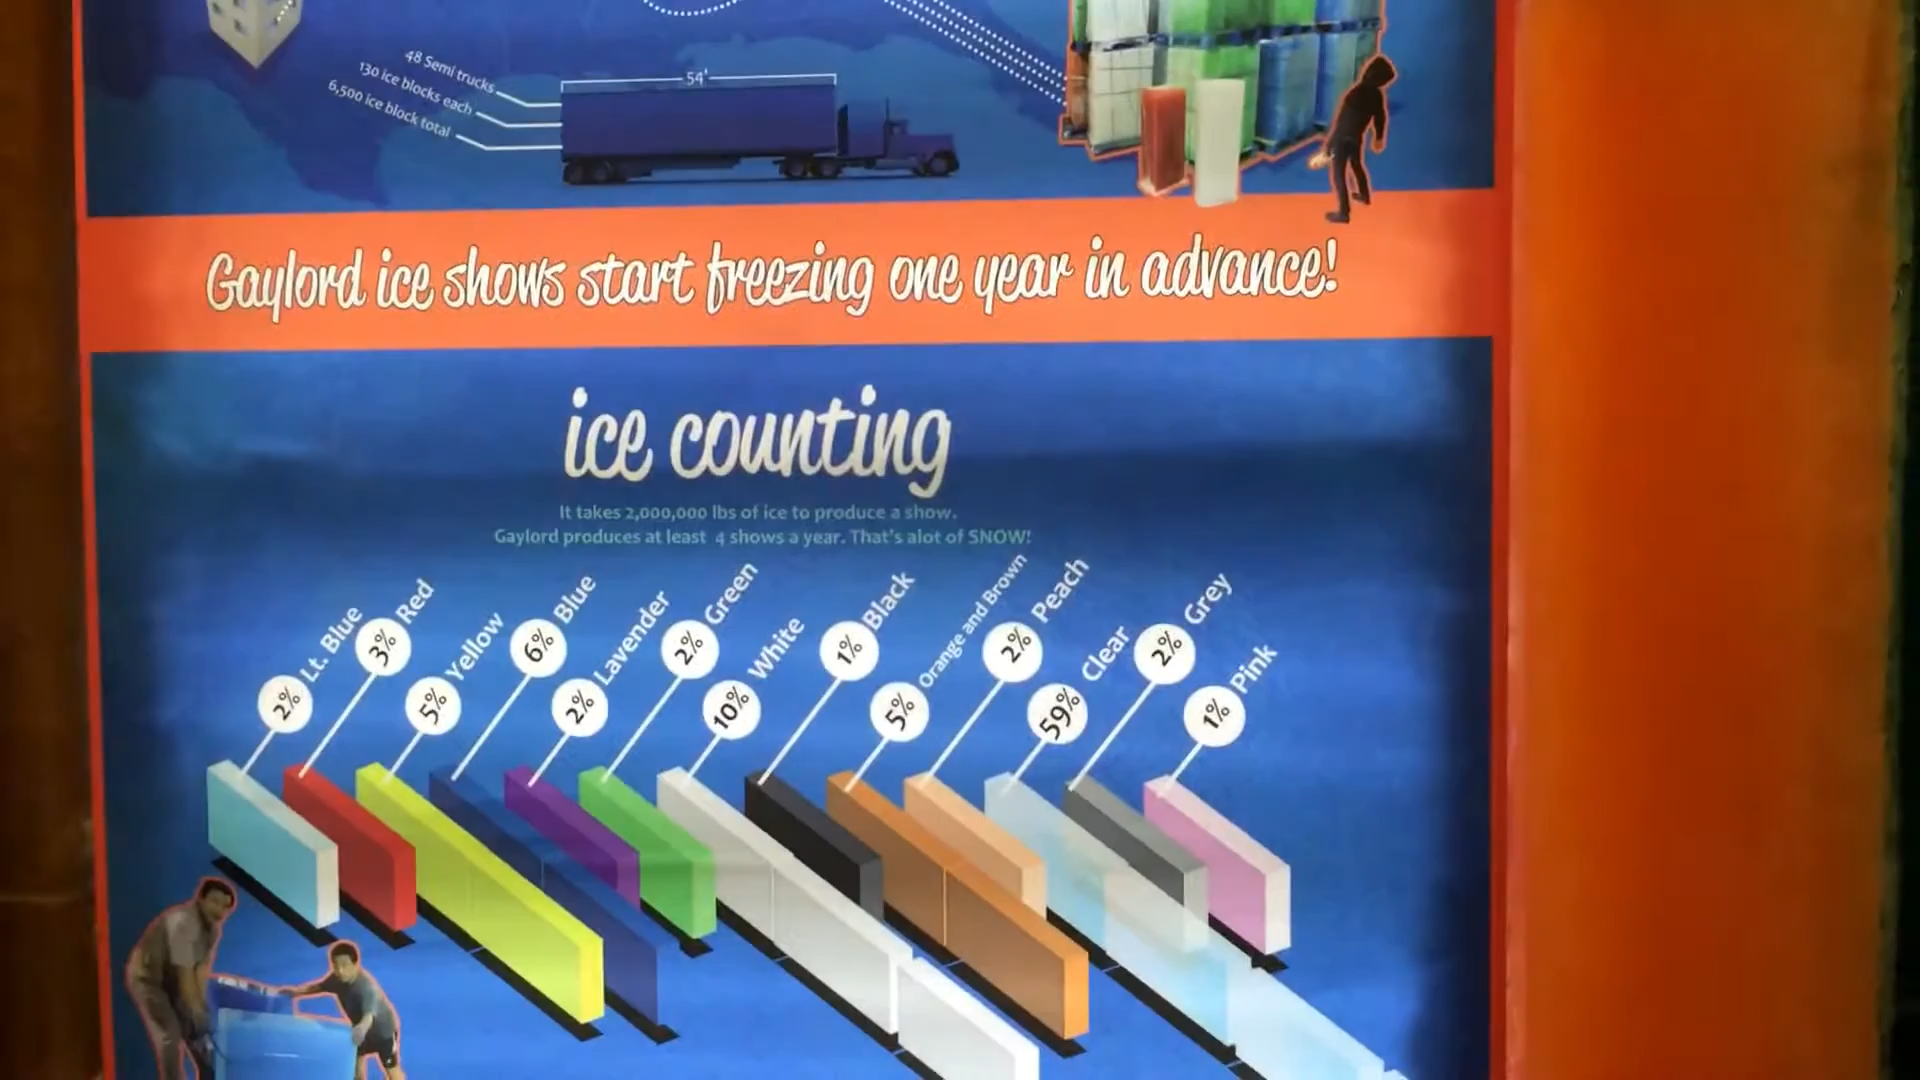 48 Semi trucks
130 ice blocks each
6,500 ice block total
54'
Gaylord ice shows start freezing one year in advance!
ice counting
It takes 2,000,000 lbs of ice to produce a show.
Gaylord produces at least 4 shows a year. That's alot of SNOW!
2% Lt. Blue
3% Red
5% Yellow
6% Blue
2% Lavender
2% Green
10% White
1% Black
5% Orange and Brown
2% Peach
59% Clear
2% Grey
1% Pink